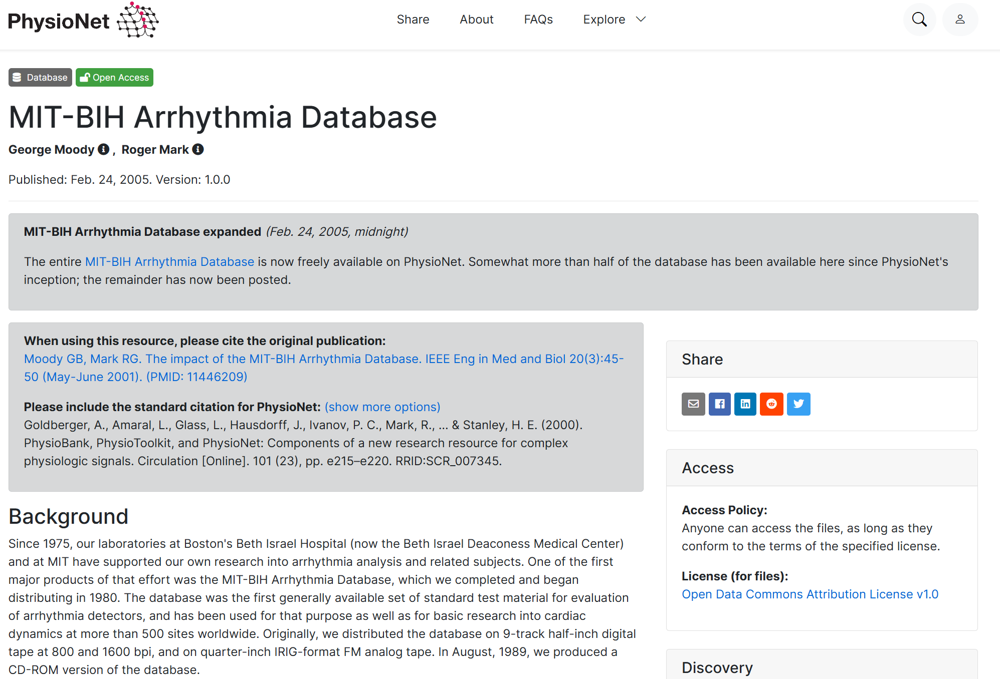 PhysioNet
Share About FAQs Explore
Database Open Access
MIT-BIH Arrhythmia Database
George Moody , Roger Mark
Published: Feb. 24, 2005. Version: 1.0.0
MIT-BIH Arrhythmia Database expanded (Feb. 24, 2005, midnight)
The entire MIT-BIH Arrhythmia Database is now freely available on PhysioNet. Somewhat more than half of the database has been available here since PhysioNet's
inception; the remainder has now been posted.
When using this resource, please cite the original publication:
Moody GB, Mark RG. The impact of the MIT-BIH Arrhythmia Database. IEEE Eng in Med and Biol 20(3):45-
50 (May-June 2001). (PMID: 11446209)
Please include the standard citation for PhysioNet: (show more options)
Goldberger, A., Amaral, L., Glass, L., Hausdorff, J., Ivanov, P. C., Mark, R., ... & Stanley, H. E. (2000).
PhysioBank, PhysioToolkit, and PhysioNet: Components of a new research resource for complex
physiologic signals. Circulation [Online]. 101 (23), pp. e215–e220. RRID:SCR_007345.
Background
Since 1975, our laboratories at Boston's Beth Israel Hospital (now the Beth Israel Deaconess Medical Center)
and at MIT have supported our own research into arrhythmia analysis and related subjects. One of the first
major products of that effort was the MIT-BIH Arrhythmia Database, which we completed and began
distributing in 1980. The database was the first generally available set of standard test material for evaluation
of arrhythmia detectors, and has been used for that purpose as well as for basic research into cardiac
dynamics at more than 500 sites worldwide. Originally, we distributed the database on 9-track half-inch digital
tape at 800 and 1600 bpi, and on quarter-inch IRIG-format FM analog tape. In August, 1989, we produced a
CD-ROM version of the database.
Share
Access
Access Policy:
Anyone can access the files, as long as they
conform to the terms of the specified license.
License (for files):
Open Data Commons Attribution License v1.0
Discovery